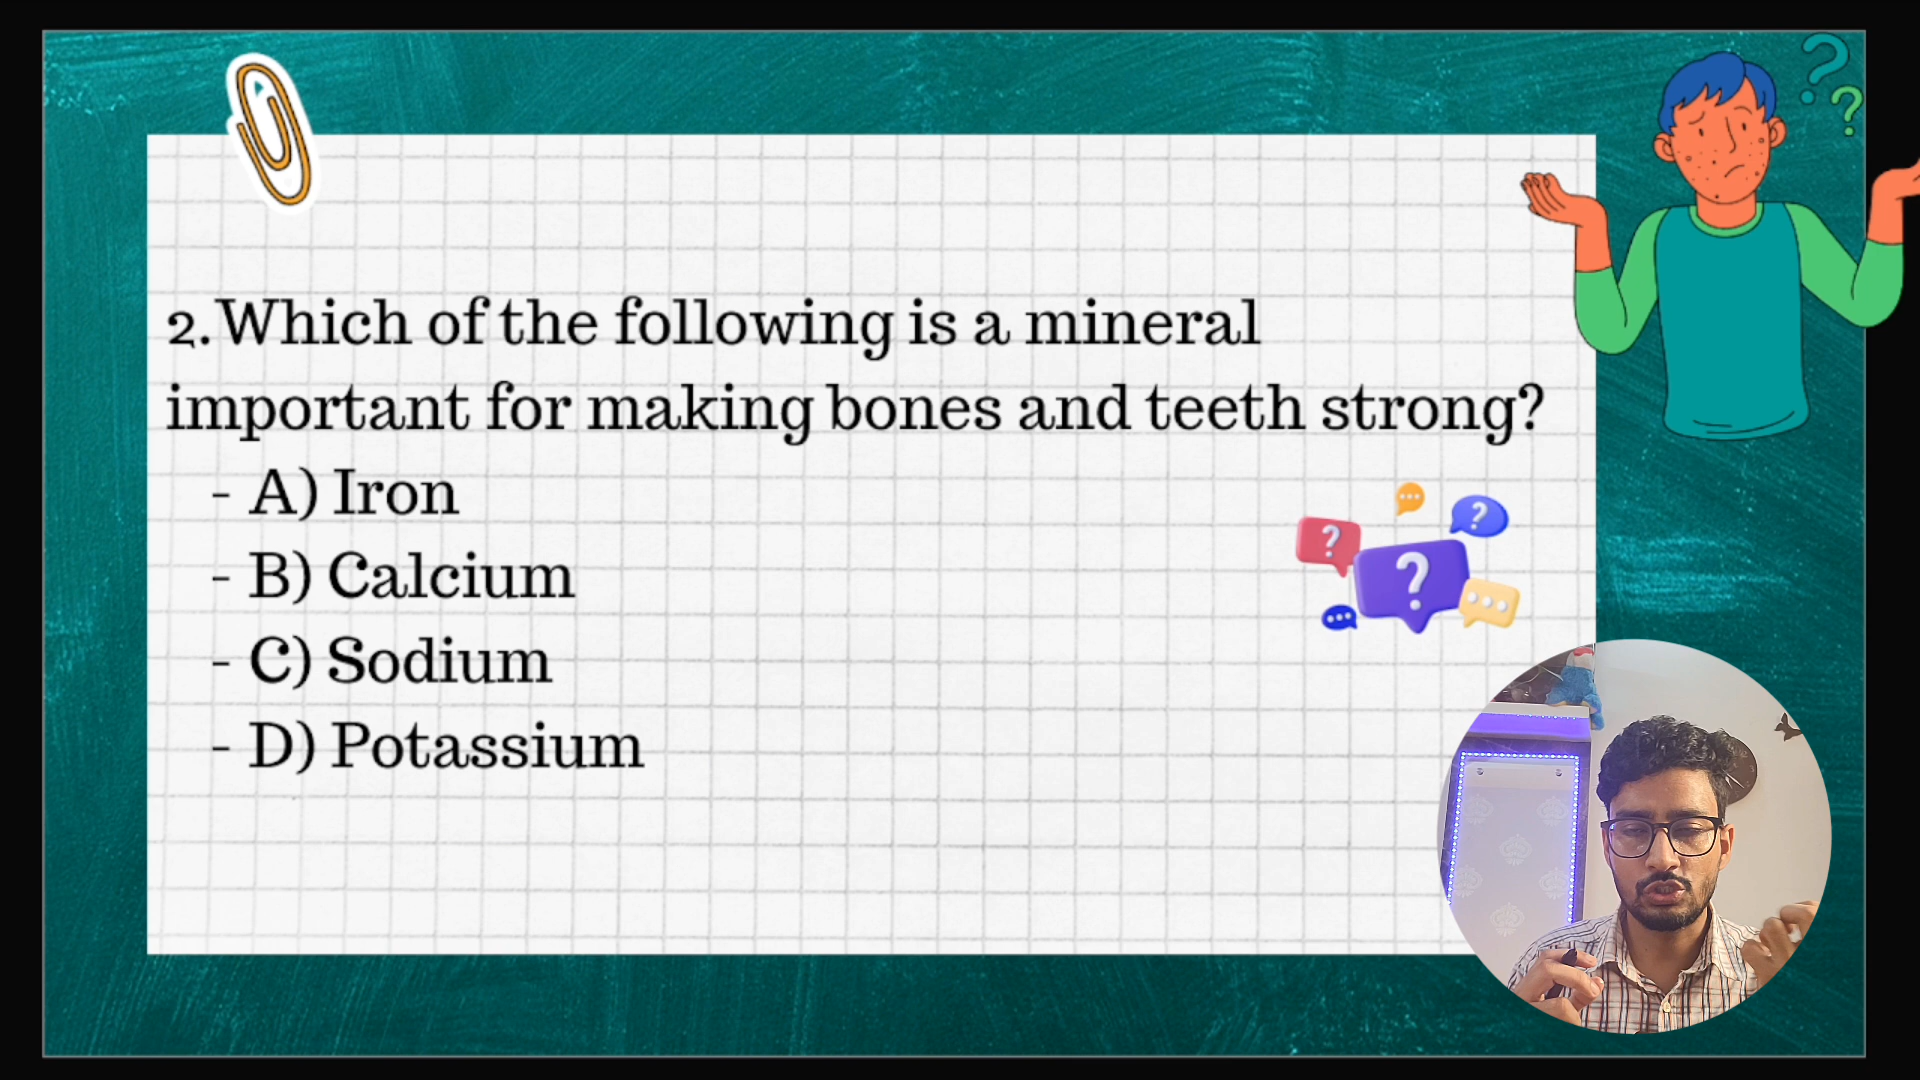 2. Which of the following is a mineral
important for making bones and teeth strong?
- A) Iron
- B) Calcium
- C) Sodium
- D) Potassium